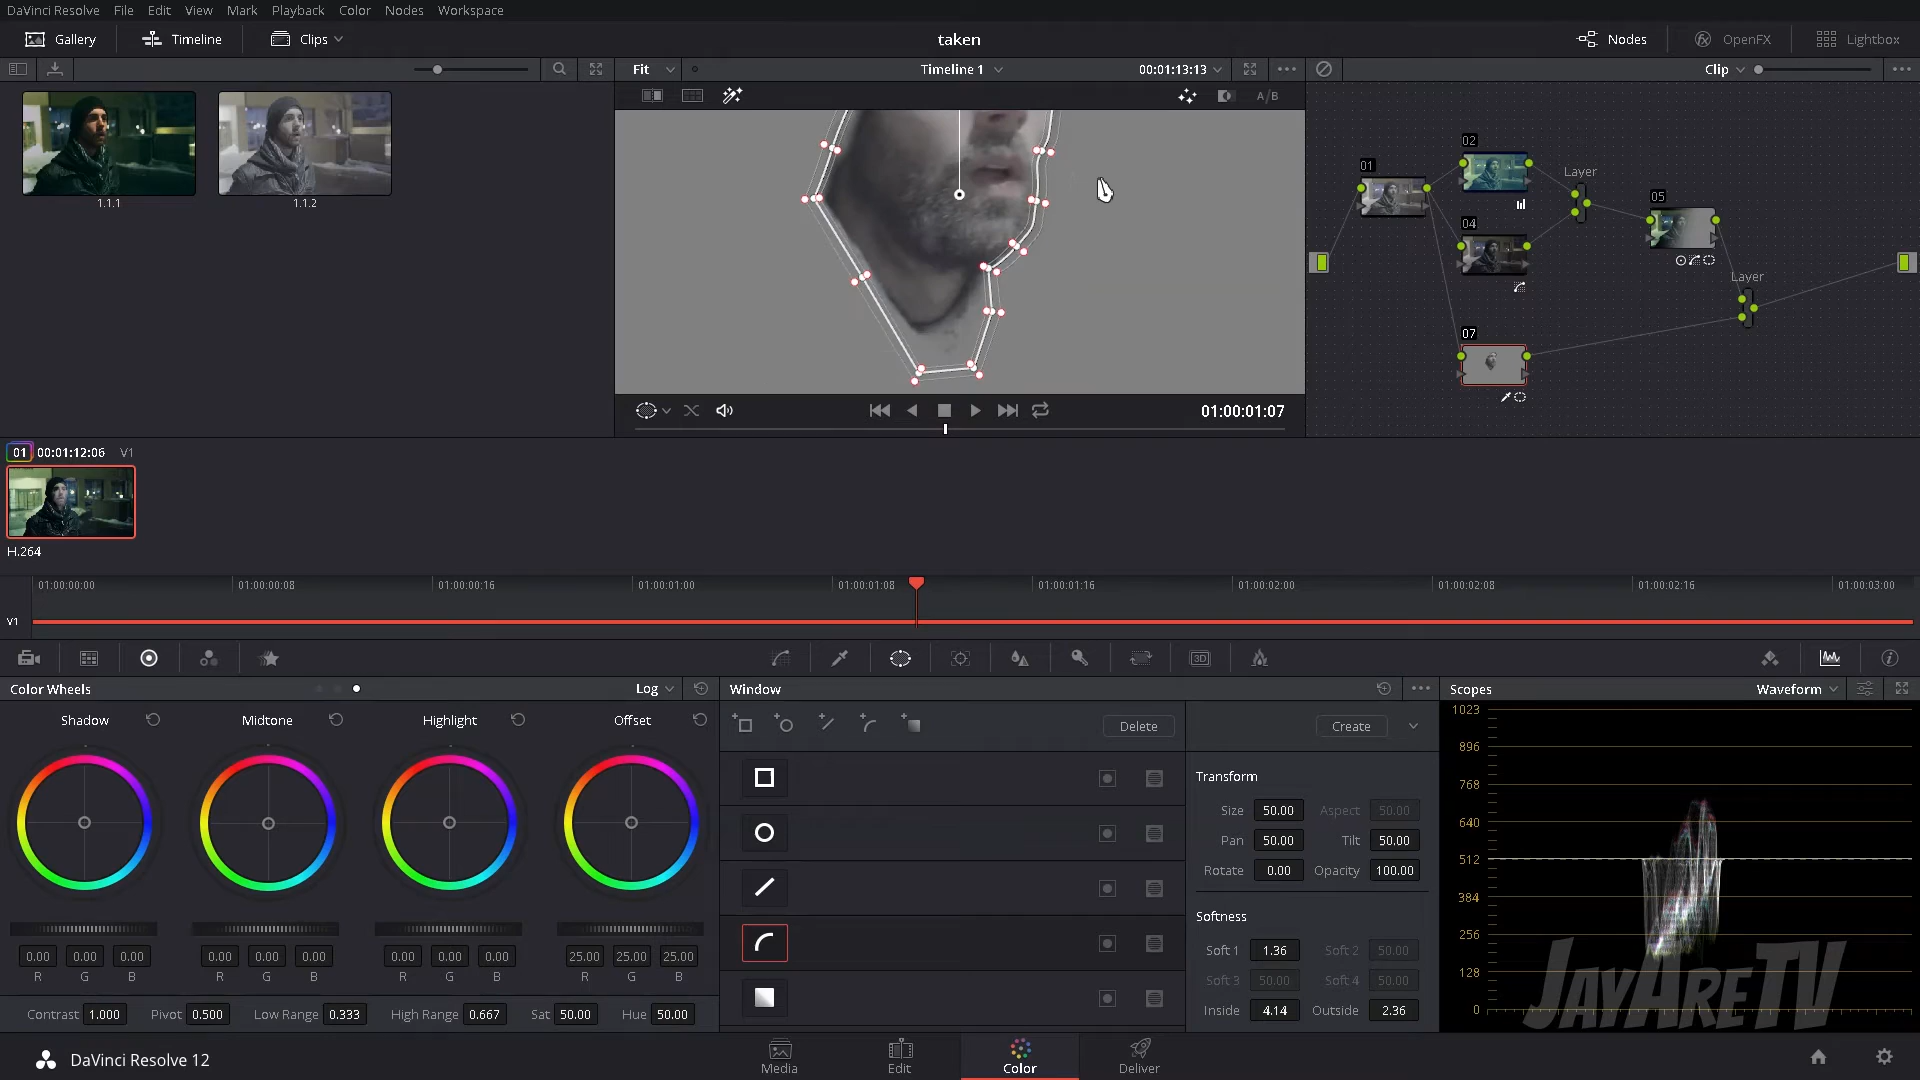 DaVinci Resolve File Edit View Mark Playback Color Nodes Workspace
Gallery Timeline Clips taken Nodes OpenFX Lightbox
Fit Timeline 1 00:01:13:13 Clip
A/B
1.1.1 1.1.2
01 02 Layer 05
04
Layer
07
01:00:01:07
01 00:01:12:06 V1
H.264
01:00:00:00 01:00:00:08 01:00:00:16 01:00:01:00 01:00:01:08 01:00:01:16 01:00:02:00 01:00:02:08 01:00:02:16 01:00:03:00
V1
3D
Color Wheels Log Window Scopes Waveform
Shadow Midtone Highlight Offset
Delete Create
Transform
Size 50.00 Aspect 50.00
Pan 50.00 Tilt 50.00
Rotate 0.00 Opacity 100.00
Softness
Soft 1 1.36 Soft 2 50.00
Soft 3 50.00 Soft 4 50.00
Inside 4.14 Outside 2.36
0.00 0.00 0.00 0.00 0.00 0.00 0.00 0.00 0.00 25.00 25.00 25.00
R G B R G B R G B R G B
Contrast 1.000 Pivot 0.500 Low Range 0.333 High Range 0.667 Sat 50.00 Hue 50.00
1023
896
768
640
512
384
256
128
0
JAYARETV
DaVinci Resolve 12 Media Edit Color Deliver